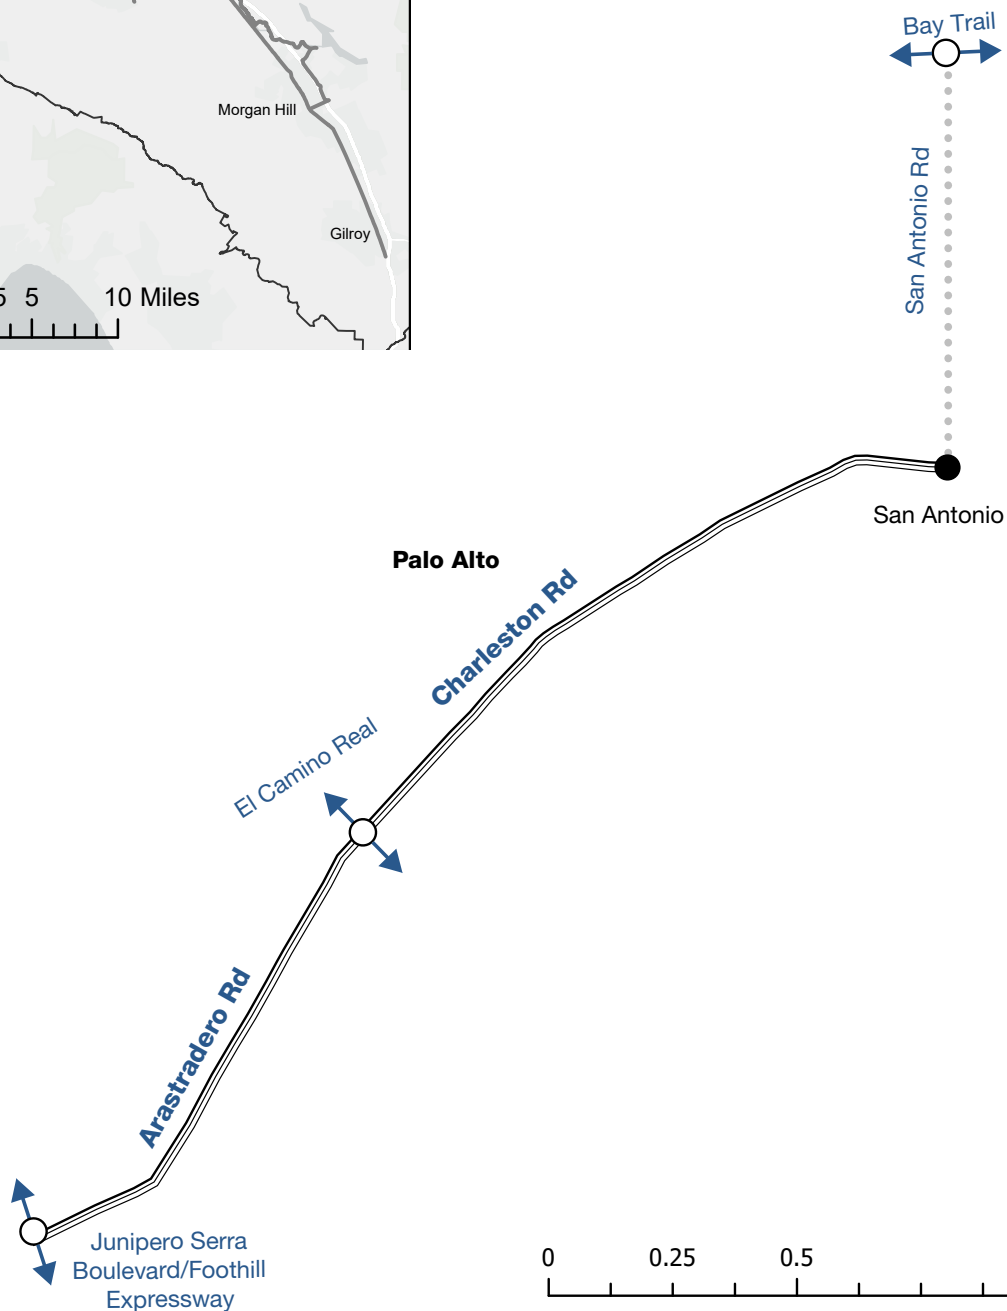 Bay Trail
Morgan Hill
San Antonio Rd
Gilroy
5
10 Miles
San Antonio
Palo Alto
Charleston Rd
El Camino Real
Arastradero Rd
Junipero Serra
Boulevard/Foothill
Expressway
0 0.25 0.5